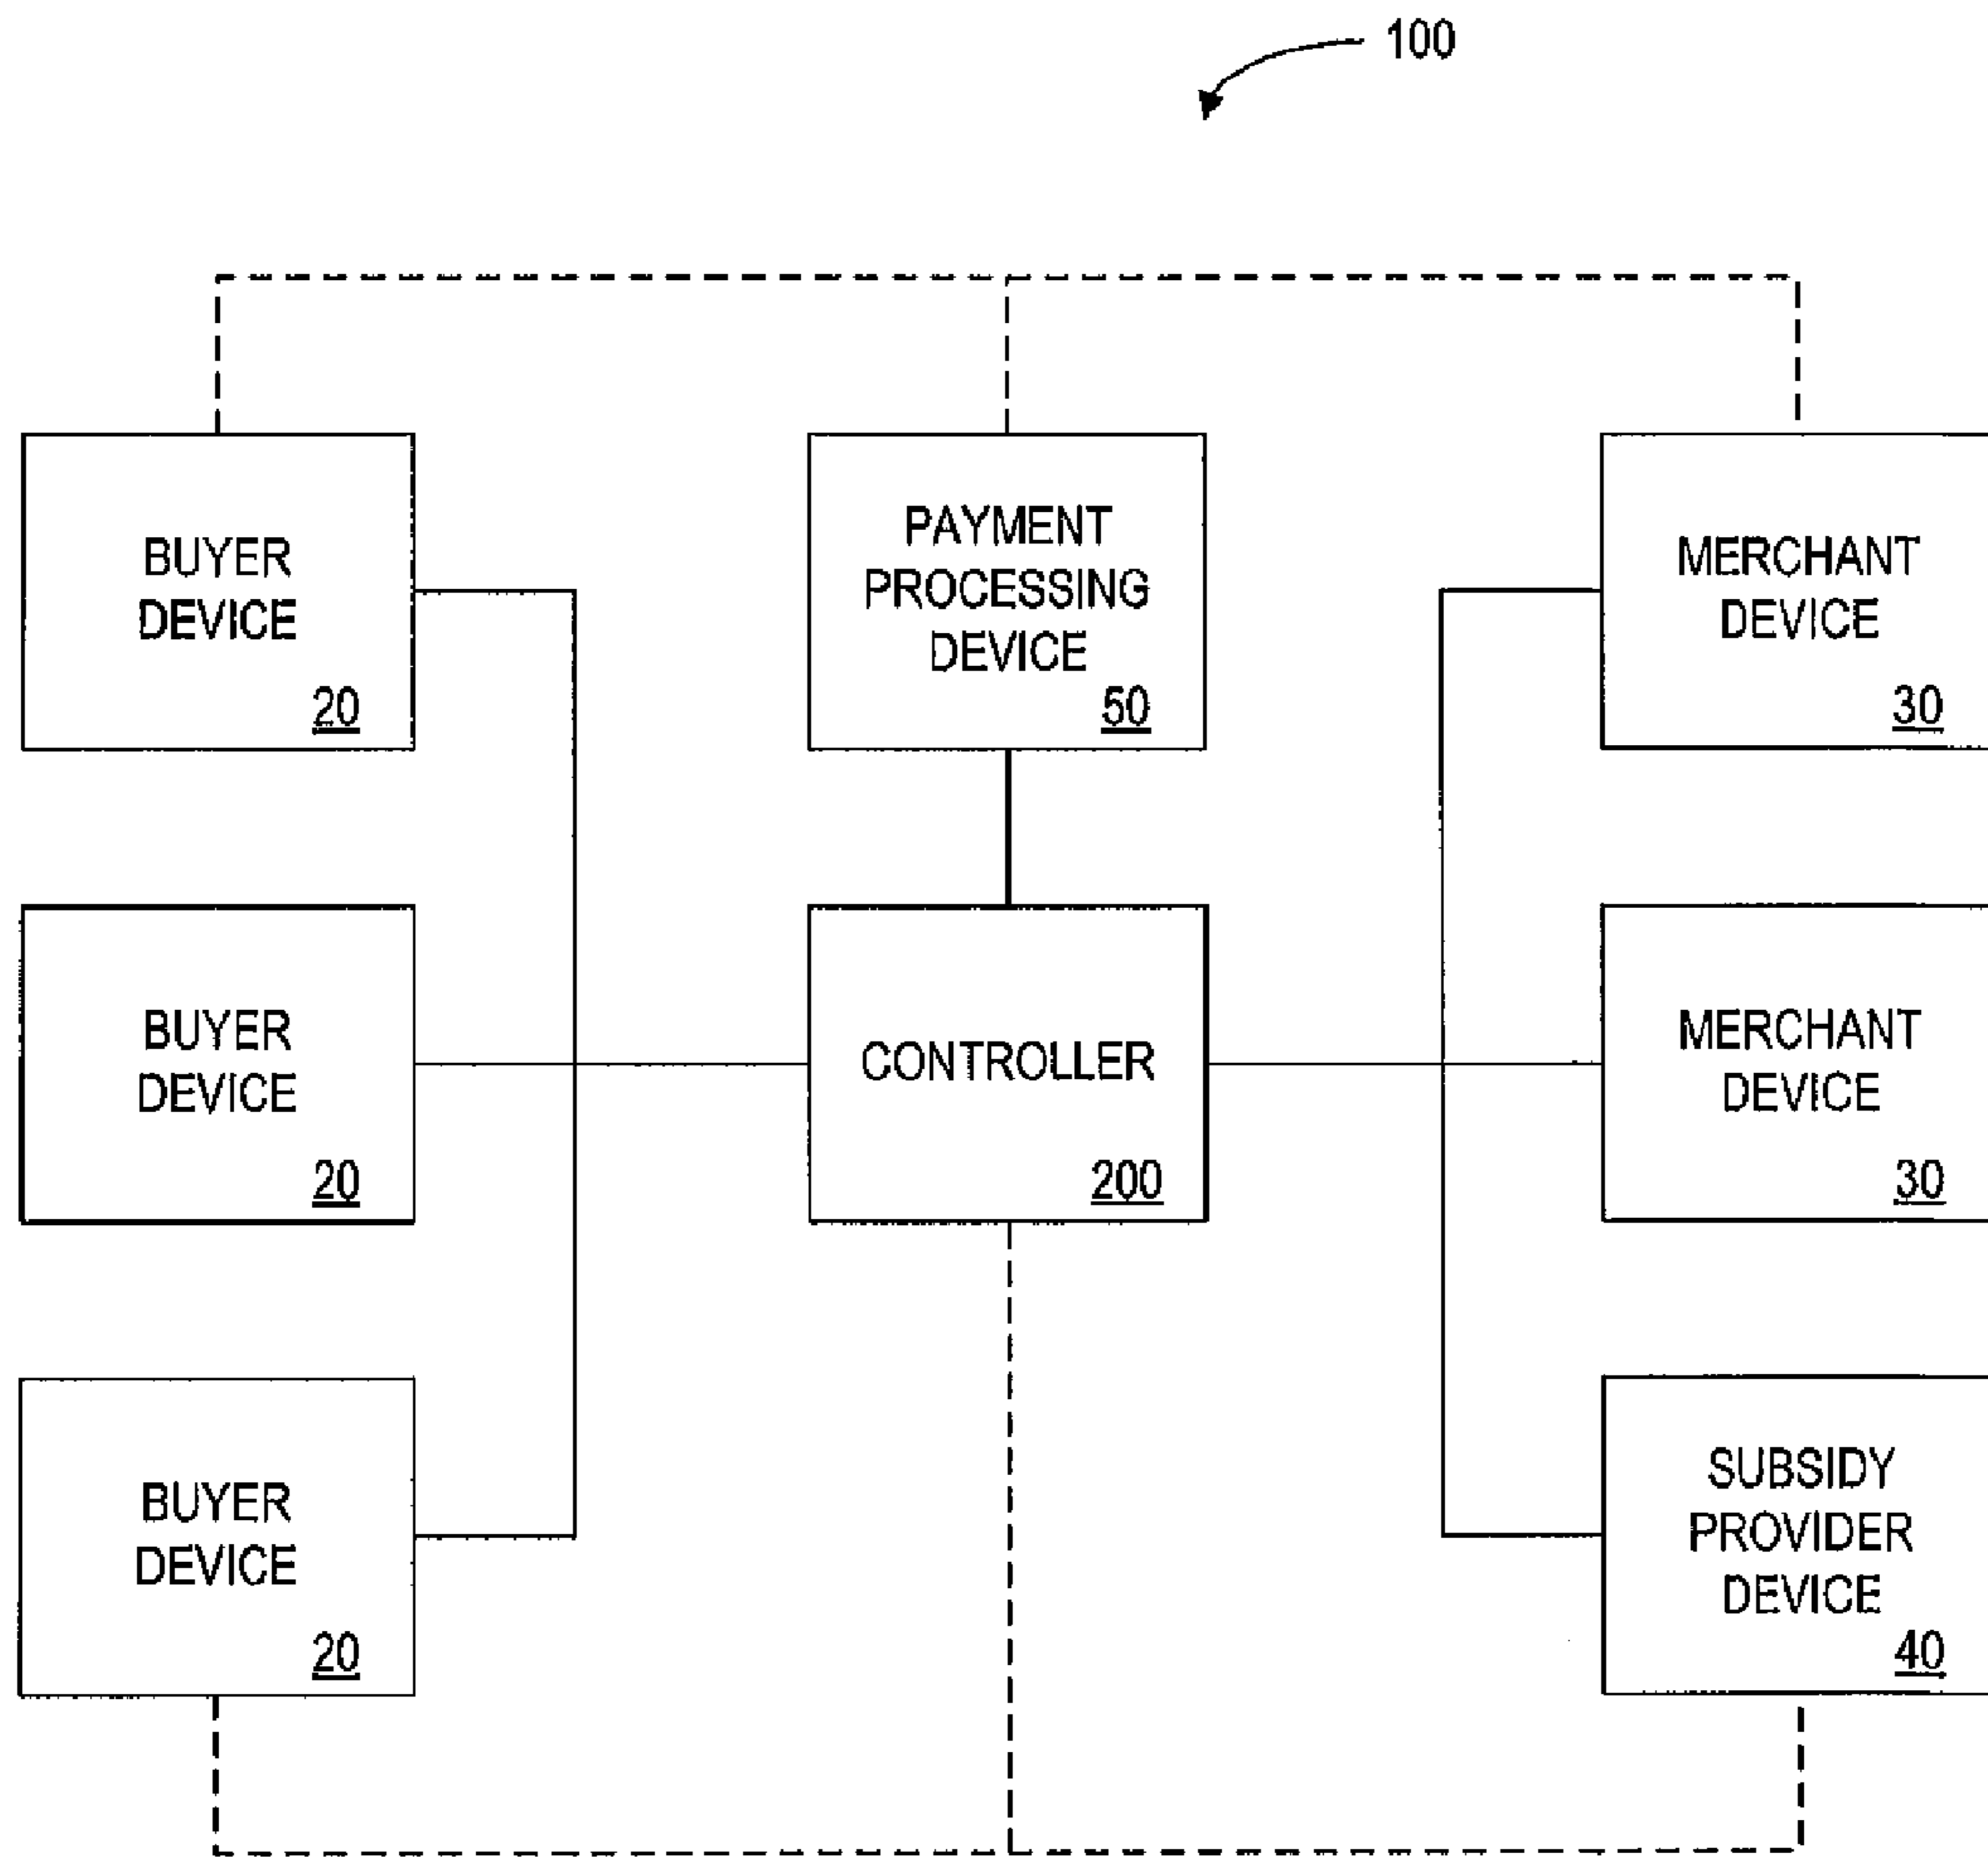 100
BUYER
DEVICE
20
PAYMENT
PROCESSING
DEVICE
50
MERCHANT
DEVICE
30
BUYER
DEVICE
20
CONTROLLER
200
MERCHANT
DEVICE
30
BUYER
DEVICE
20
SUBSIDY
PROVIDER
DEVICE
40